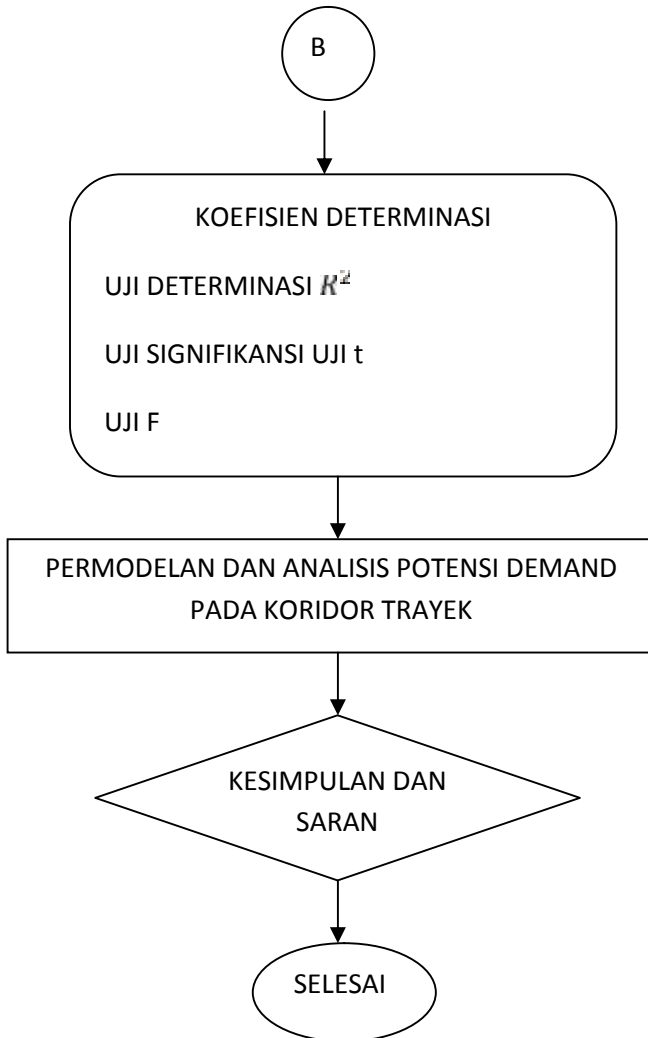 B
KOEFISIEN DETERMINASI
UJI DETERMINASI R²
UJI SIGNIFIKANSI UJI t
UJI F
PERMODELAN DAN ANALISIS POTENSI DEMAND
PADA KORIDOR TRAYEK
KESIMPULAN DAN
SARAN
SELESAI